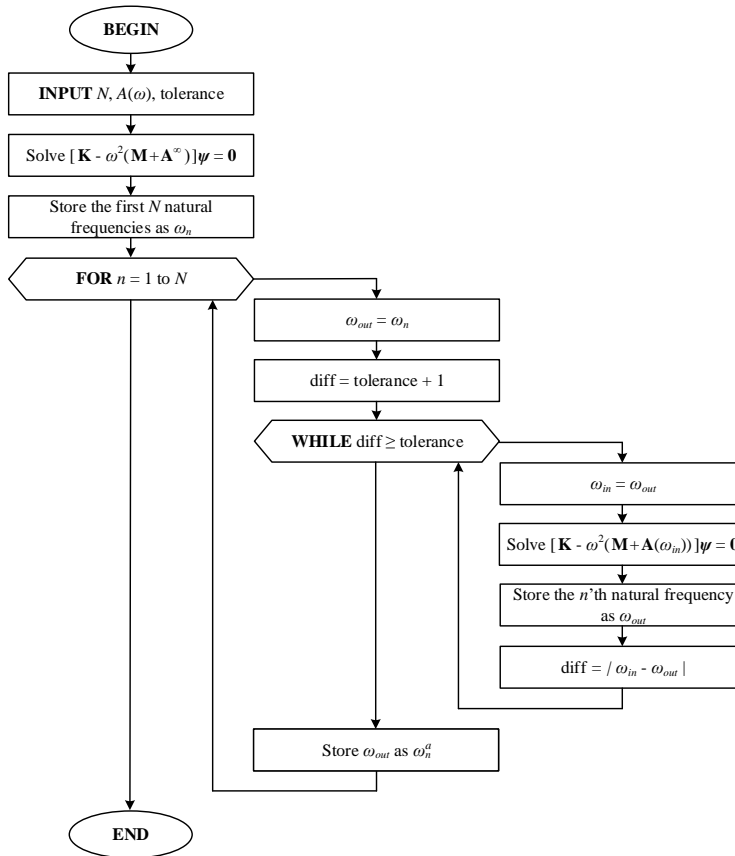 BEGIN
INPUT N, A(ω), tolerance
Solve [K - ω²(M+A^∞)]ψ = 0
Store the first N natural
frequencies as ωₙ
FOR n = 1 to N
ω_out = ωₙ
diff = tolerance + 1
WHILE diff ≥ tolerance
ω_in = ω_out
Solve [K - ω²(M+A(ω_in))]ψ = 0
Store the n'th natural frequency
as ω_out
diff = | ω_in - ω_out |
Store ω_out as ω_n^a
END